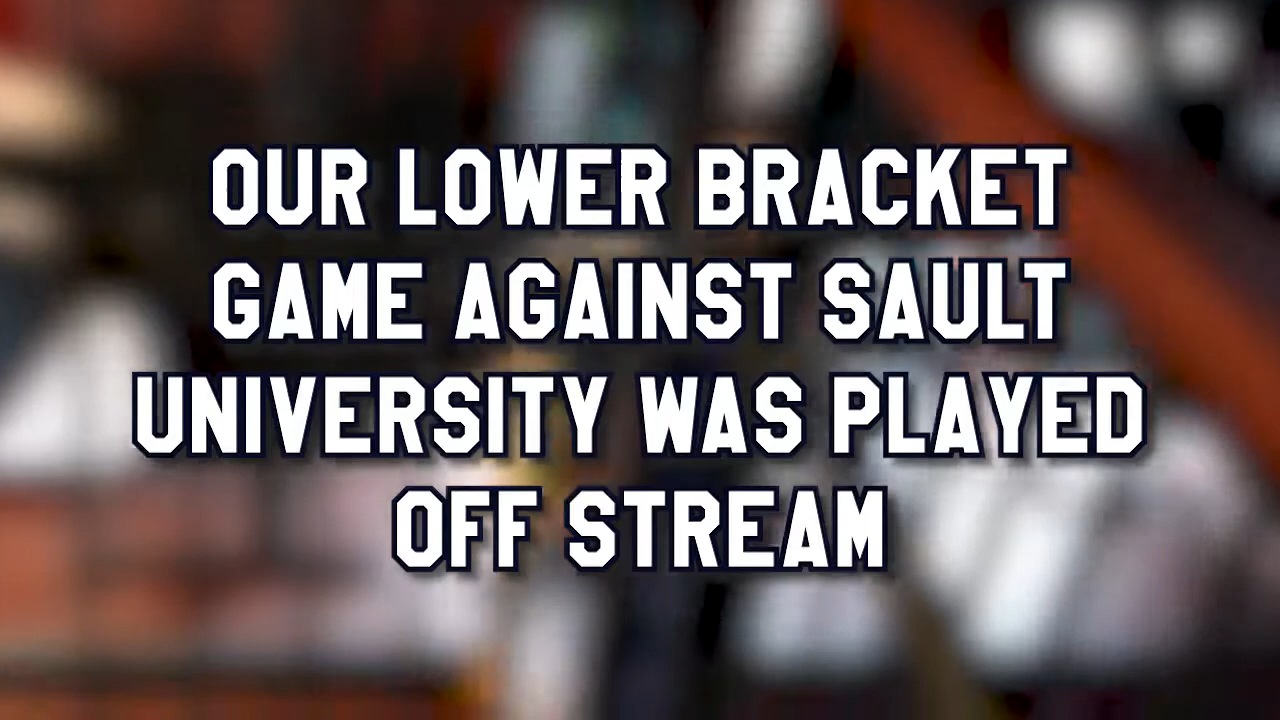 OUR LOWER BRACKET
GAME AGAINST SAULT
UNIVERSITY WAS PLAYED
OFF STREAM